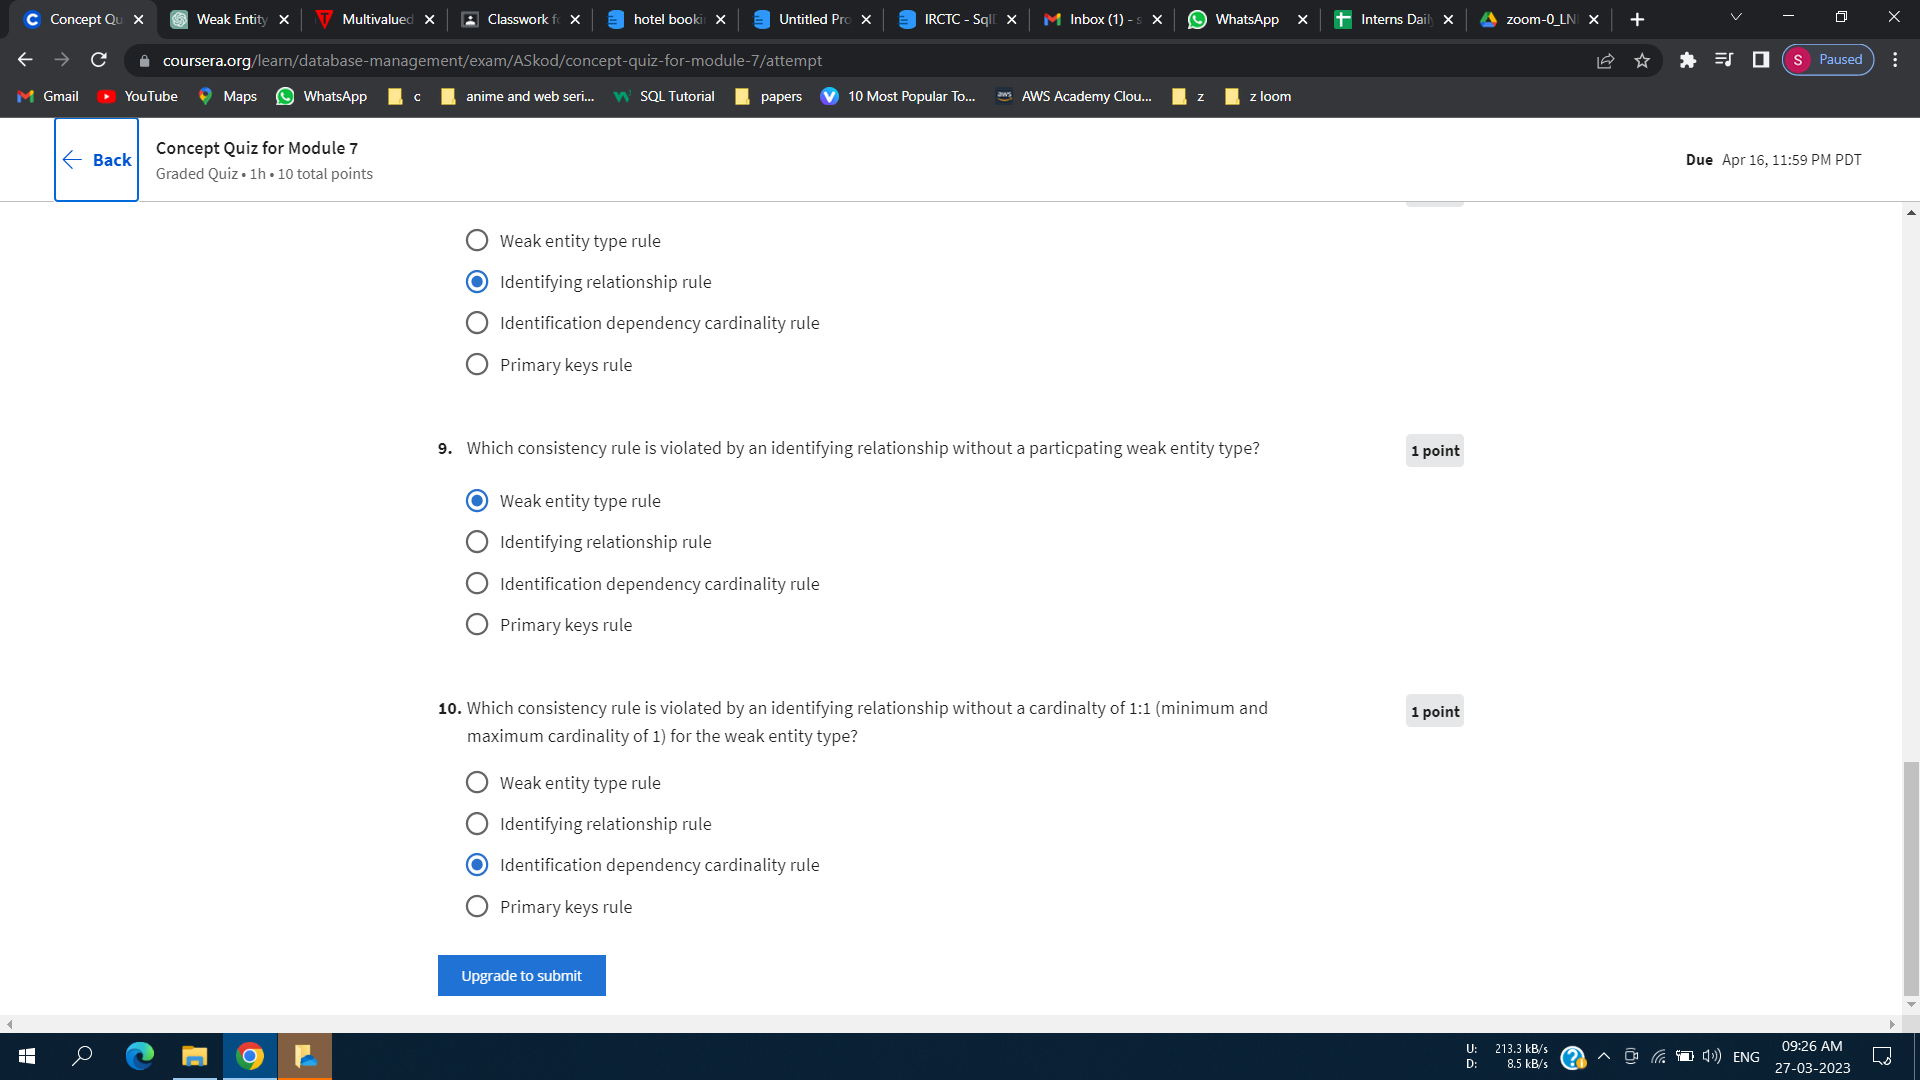 Concept Qu
Weak Entity
Multivalued
Classwork f
hotel booki
Untitled Pro
IRCTC - Sql
Inbox (1) - s
WhatsApp
Interns Dail
zoom-0_LN
coursera.org/learn/database-management/exam/ASkod/concept-quiz-for-module-7/attempt
S Paused
Gmail
YouTube
Maps
WhatsApp
c
anime and web seri...
SQL Tutorial
papers
10 Most Popular To...
aws AWS Academy Clou...
z
z loom
Back
Concept Quiz for Module 7
Graded Quiz • 1h • 10 total points
Due Apr 16, 11:59 PM PDT
Weak entity type rule
Identifying relationship rule
Identification dependency cardinality rule
Primary keys rule
9. Which consistency rule is violated by an identifying relationship without a particpating weak entity type?
1 point
Weak entity type rule
Identifying relationship rule
Identification dependency cardinality rule
Primary keys rule
10. Which consistency rule is violated by an identifying relationship without a cardinalty of 1:1 (minimum and
maximum cardinality of 1) for the weak entity type?
1 point
Weak entity type rule
Identifying relationship rule
Identification dependency cardinality rule
Primary keys rule
Upgrade to submit
U: 213.3 kB/s
D: 8.5 kB/s
ENG
09:26 AM
27-03-2023